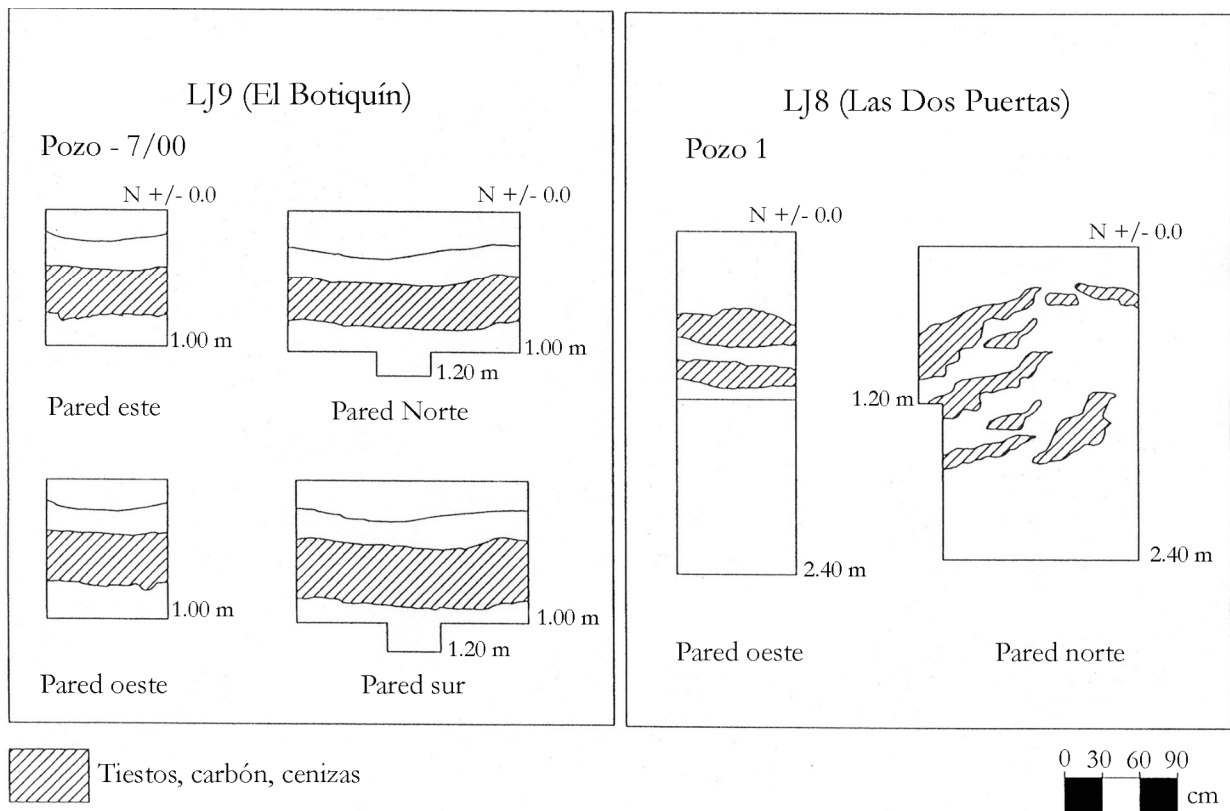 LJ9 (El Botiquín)
Pozo - 7/00
N +/- 0.0
N +/- 0.0
1.00 m
1.00 m
1.20 m
Pared este
Pared Norte
1.00 m
1.00 m
1.20 m
Pared oeste
Pared sur
LJ8 (Las Dos Puertas)
Pozo 1
N +/- 0.0
N +/- 0.0
1.20 m
2.40 m
2.40 m
Pared oeste
Pared norte
Tiestos, carbón, cenizas
0 30 60 90
cm